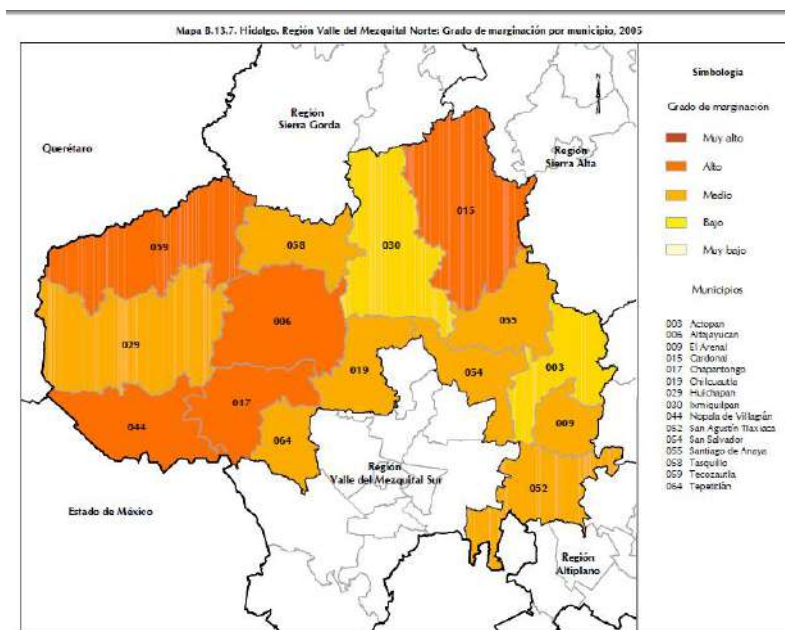 Mapa B.13.7. Hidalgo. Región Valle del Mezquital Norte: Grado de marginación por municipio, 2005
Simbología
Grado de marginación
Muy alto
Alto
Medio
Bajo
Muy bajo
Municipios
003 Actopan
006 Alfajayucan
009 El Arenal
015 Cardonal
017 Chapantongo
019 Chilcuautla
029 Huichapan
030 Ixmiquilpan
044 Nopala de Villagrán
052 San Agustín Tlaxiaca
054 San Salvador
055 Santiago de Anaya
058 Tasquillo
059 Tecozautla
064 Tepetitlán
N
Querétaro
Región
Sierra Gorda
Región
Sierra Alta
015
059
058
030
006
055
029
003
019
054
017
044
064
009
Región
Valle del Mezquital Sur
052
Estado de México
Región
Altiplano